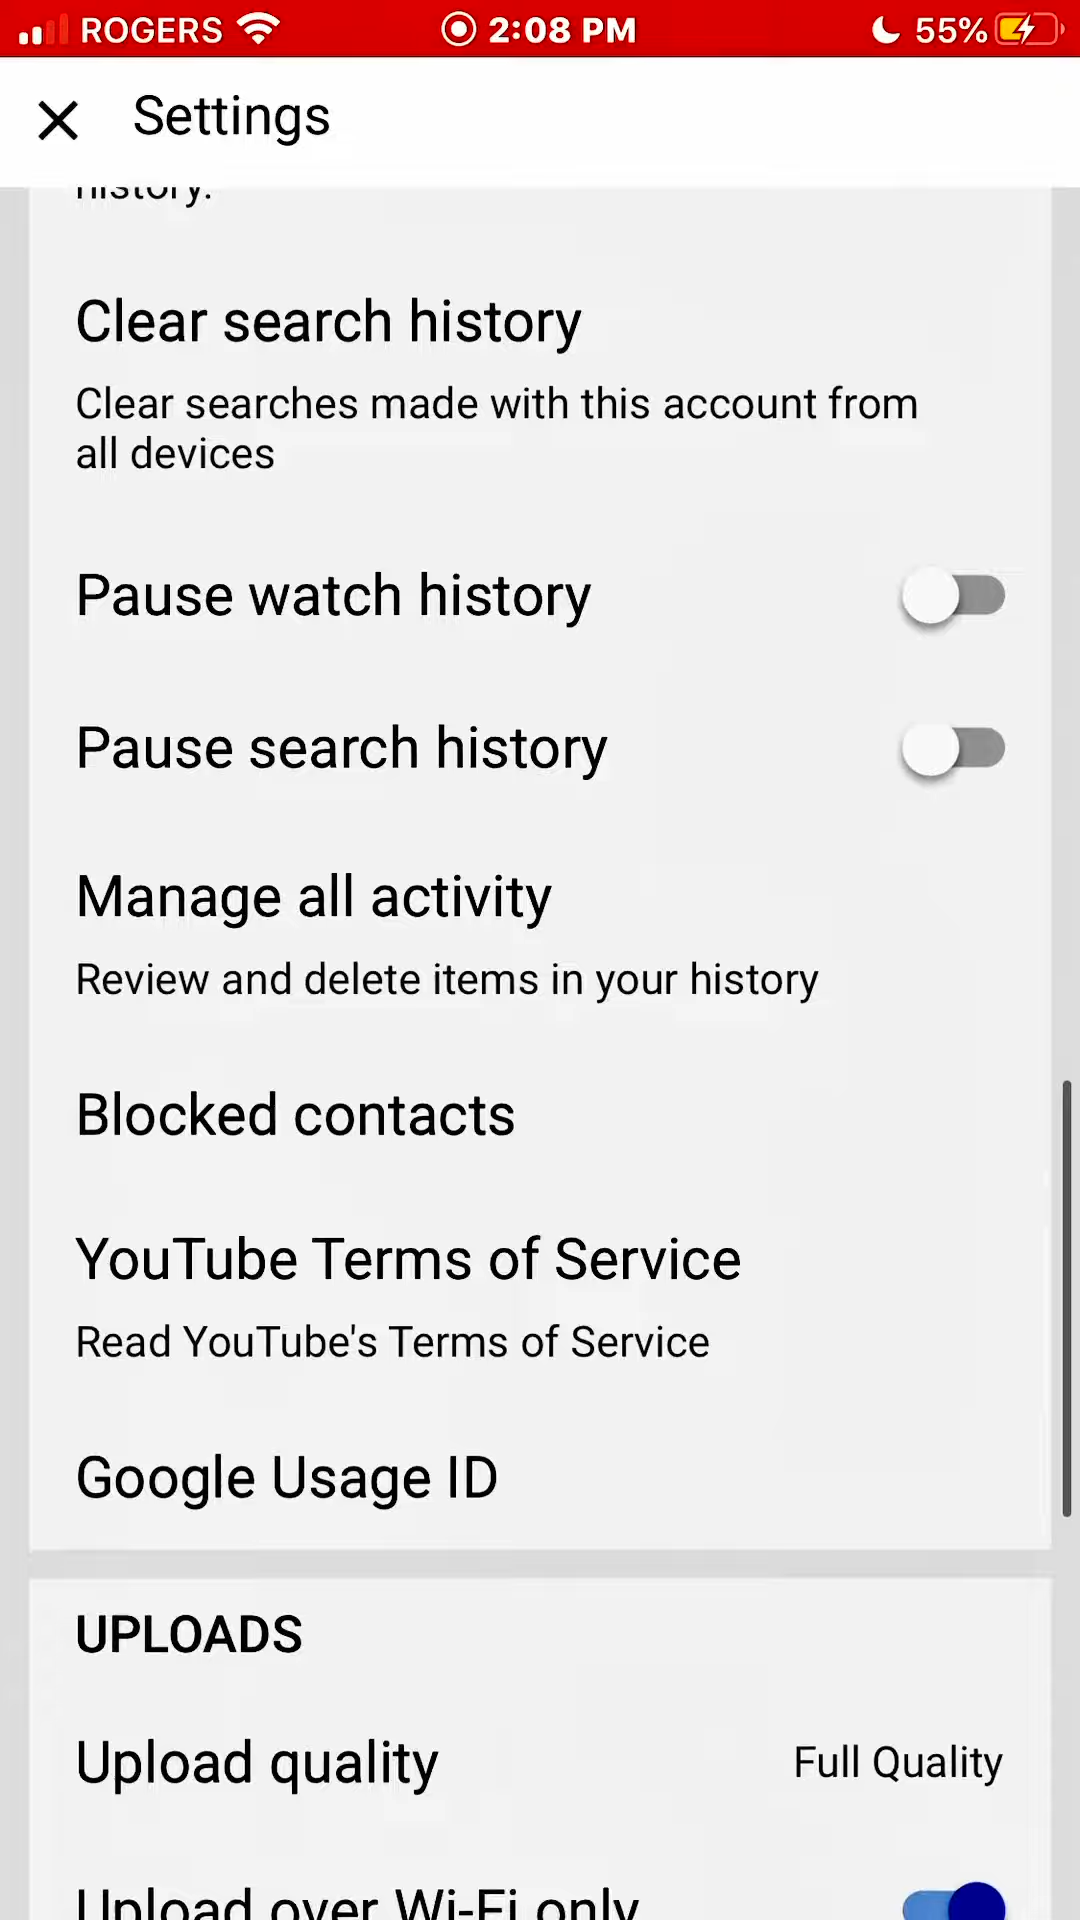 ROGERS 2:08 PM 55%
Settings
history.
Clear search history
Clear searches made with this account from
all devices
Pause watch history
Pause search history
Manage all activity
Review and delete items in your history
Blocked contacts
YouTube Terms of Service
Read YouTube's Terms of Service
Google Usage ID
UPLOADS
Upload quality Full Quality
Upload over Wi-Fi only